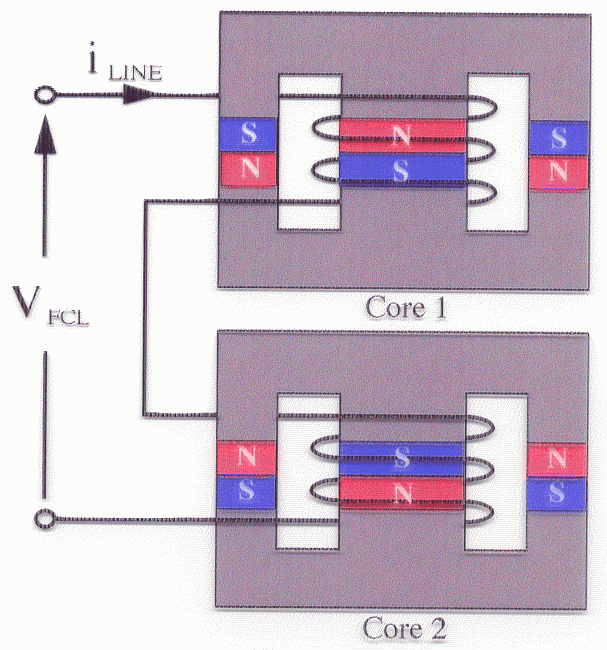 i LINE
S N S
N S N
V FCL
Core 1
N S N
S N S
Core 2